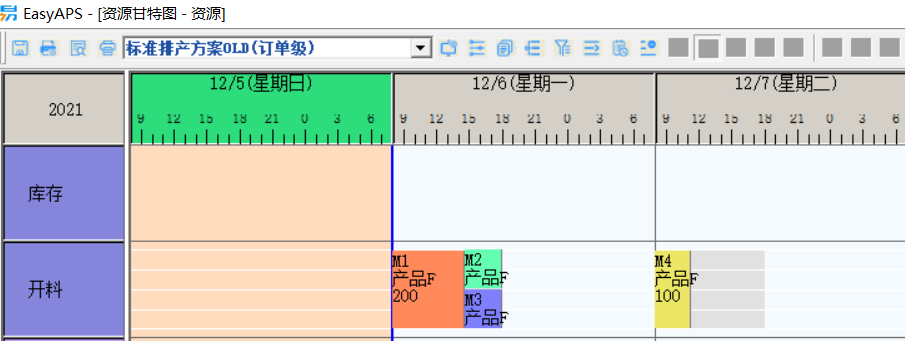 EasyAPS - [资源甘特图 - 资源]
标准排产方案OLD(订单级)
2021
12/5(星期日)
12/6(星期一)
12/7(星期二)
9 12 15 18 21 0 3 6
9 12 15 18 21 0 3 6
9 12 15 18 21 0 3 6
库存
开料
M1
产品F
200
M2
产品F
M3
产品F
M4
产品F
100